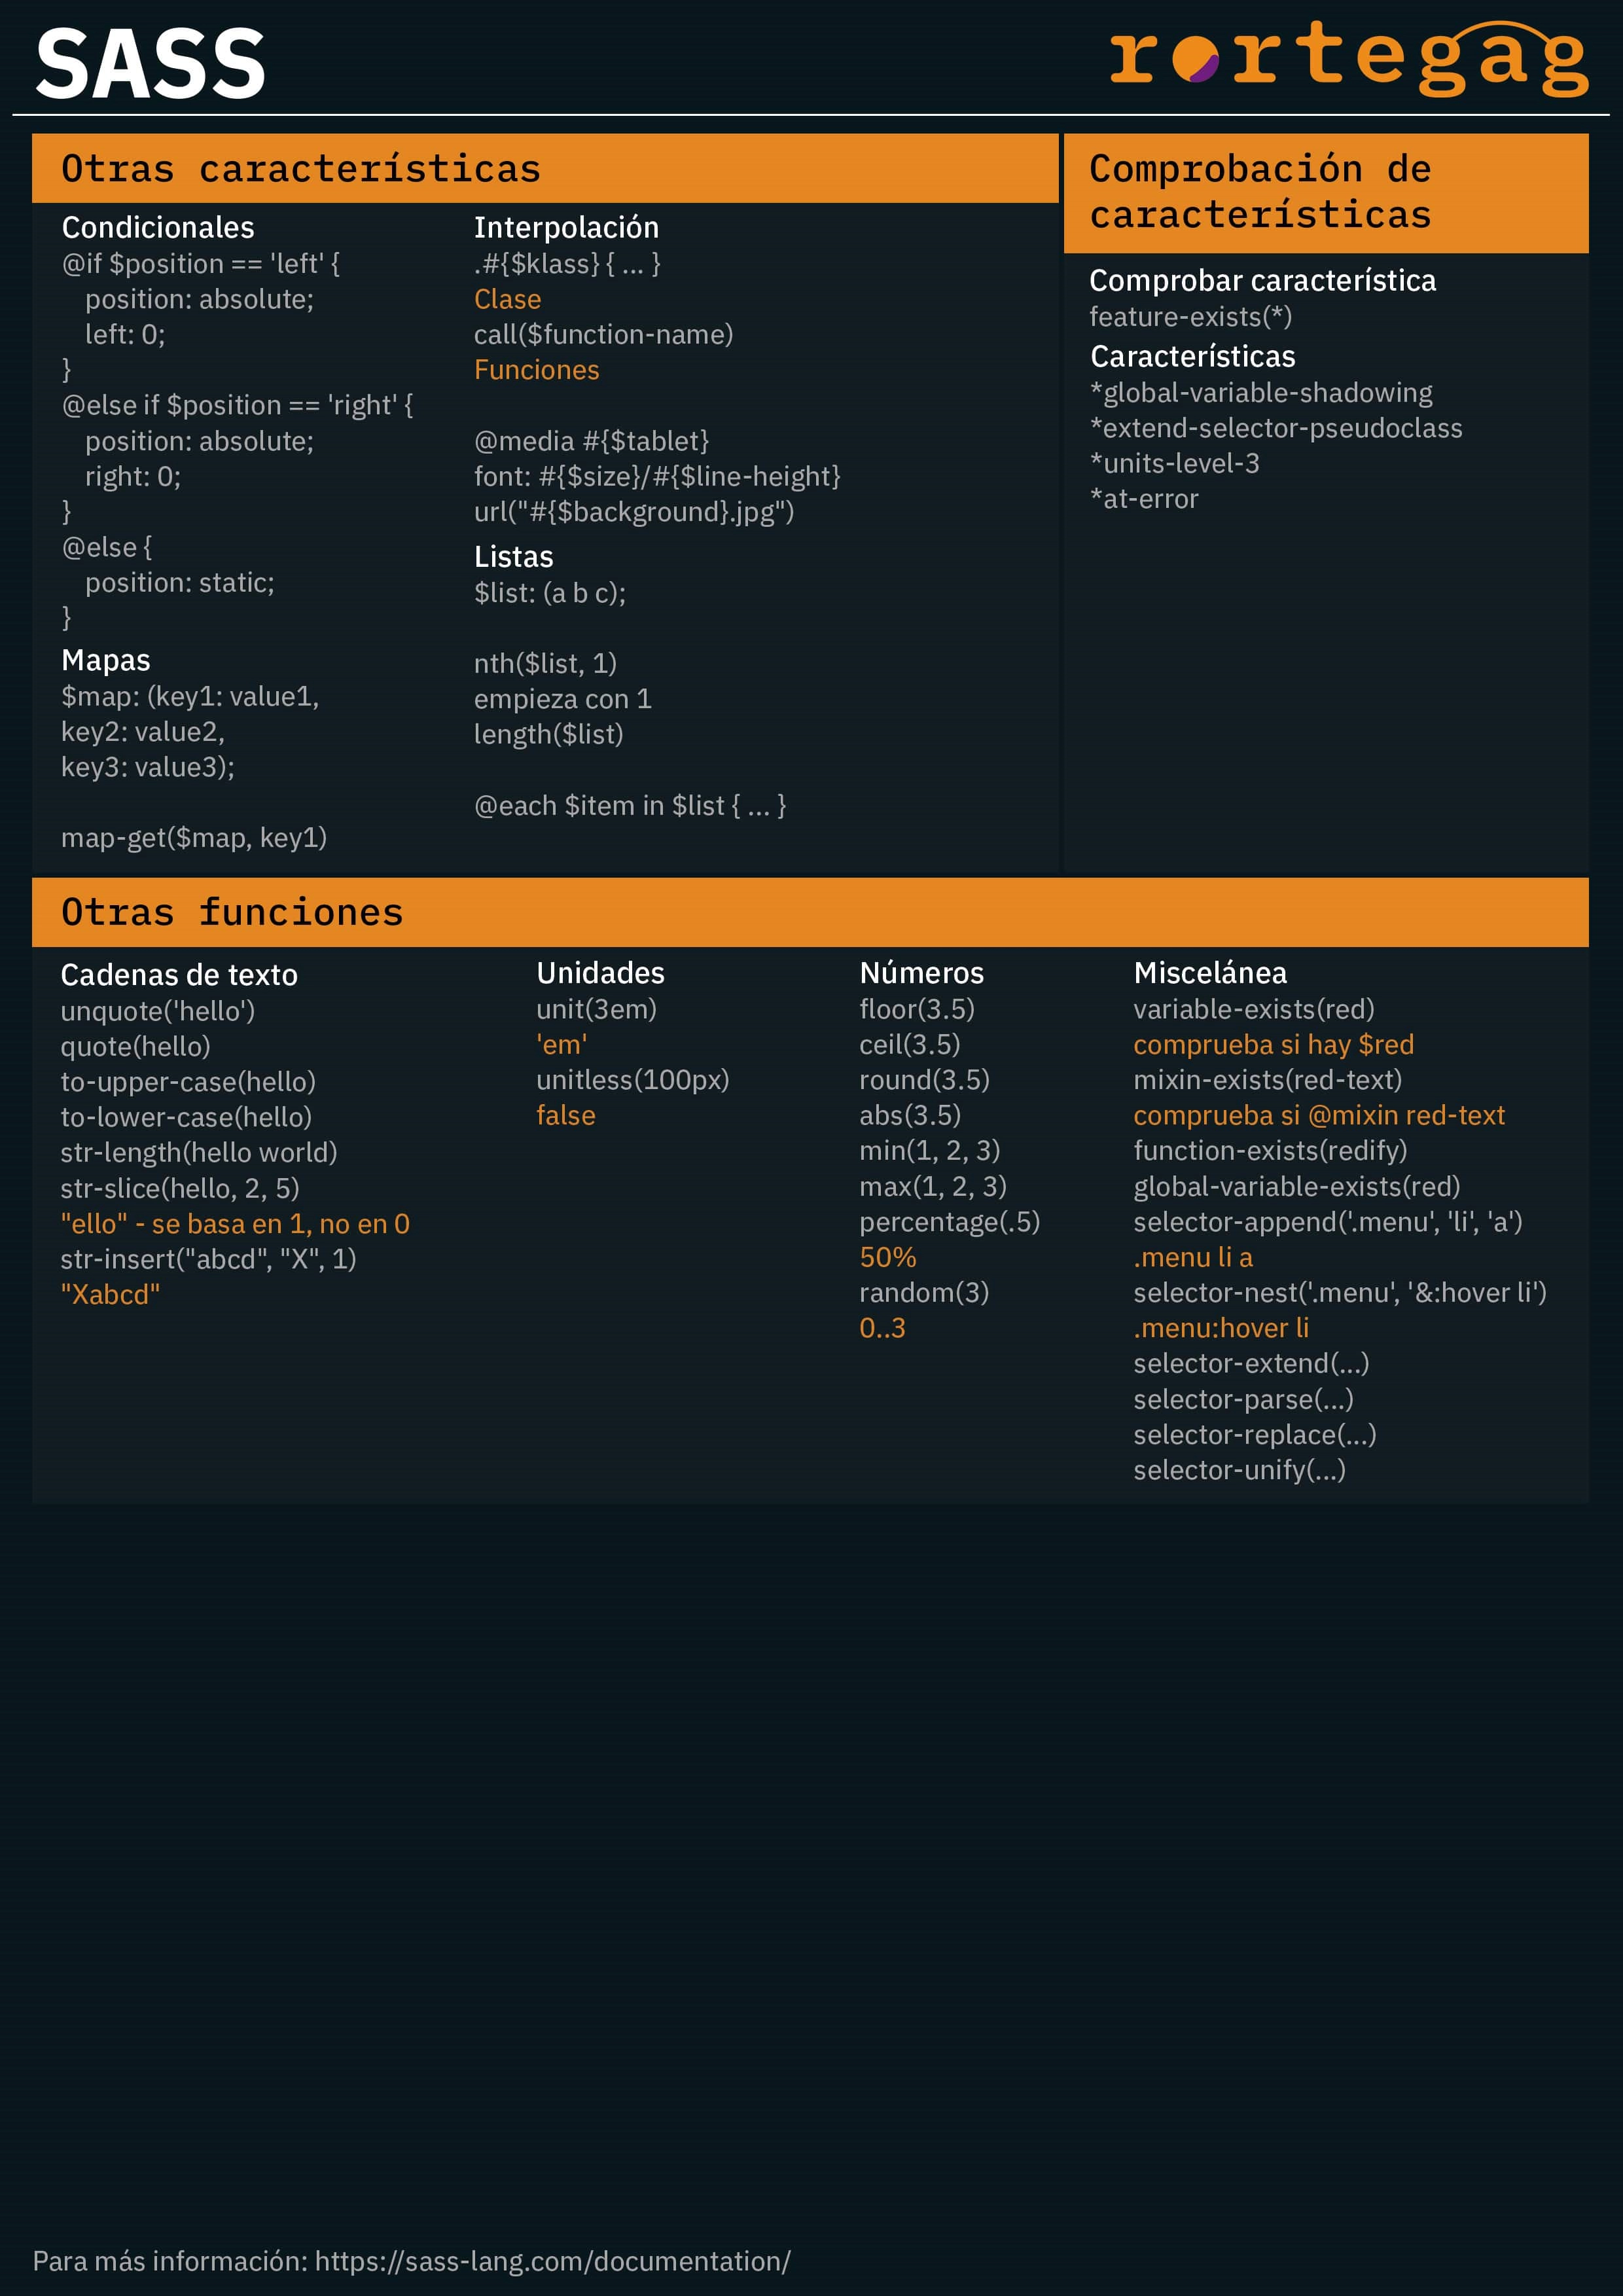 SASS
rortegag
Otras características
Condicionales
@if $position == 'left' {
position: absolute;
left: 0;
}
@else if $position == 'right' {
position: absolute;
right: 0;
}
@else {
position: static;
}
Mapas
$map: (key1: value1,
key2: value2,
key3: value3);
map-get($map, key1)
Interpolación
.#{$klass} { ... }
Clase
call($function-name)
Funciones
@media #{$tablet}
font: #{$size}/#{$line-height}
url("#{$background}.jpg")
Listas
$list: (a b c);
nth($list, 1)
empieza con 1
length($list)
@each $item in $list { ... }
Comprobación de
características
Comprobar característica
feature-exists(*)
Características
*global-variable-shadowing
*extend-selector-pseudoclass
*units-level-3
*at-error
Otras funciones
Cadenas de texto
unquote('hello')
quote(hello)
to-upper-case(hello)
to-lower-case(hello)
str-length(hello world)
str-slice(hello, 2, 5)
"ello" - se basa en 1, no en 0
str-insert("abcd", "X", 1)
"Xabcd"
Unidades
unit(3em)
'em'
unitless(100px)
false
Números
floor(3.5)
ceil(3.5)
round(3.5)
abs(3.5)
min(1, 2, 3)
max(1, 2, 3)
percentage(.5)
50%
random(3)
0..3
Miscelánea
variable-exists(red)
comprueba si hay $red
mixin-exists(red-text)
comprueba si @mixin red-text
function-exists(redify)
global-variable-exists(red)
selector-append('.menu', 'li', 'a')
.menu li a
selector-nest('.menu', '&:hover li')
.menu:hover li
selector-extend(...)
selector-parse(...)
selector-replace(...)
selector-unify(...)
Para más información: https://sass-lang.com/documentation/